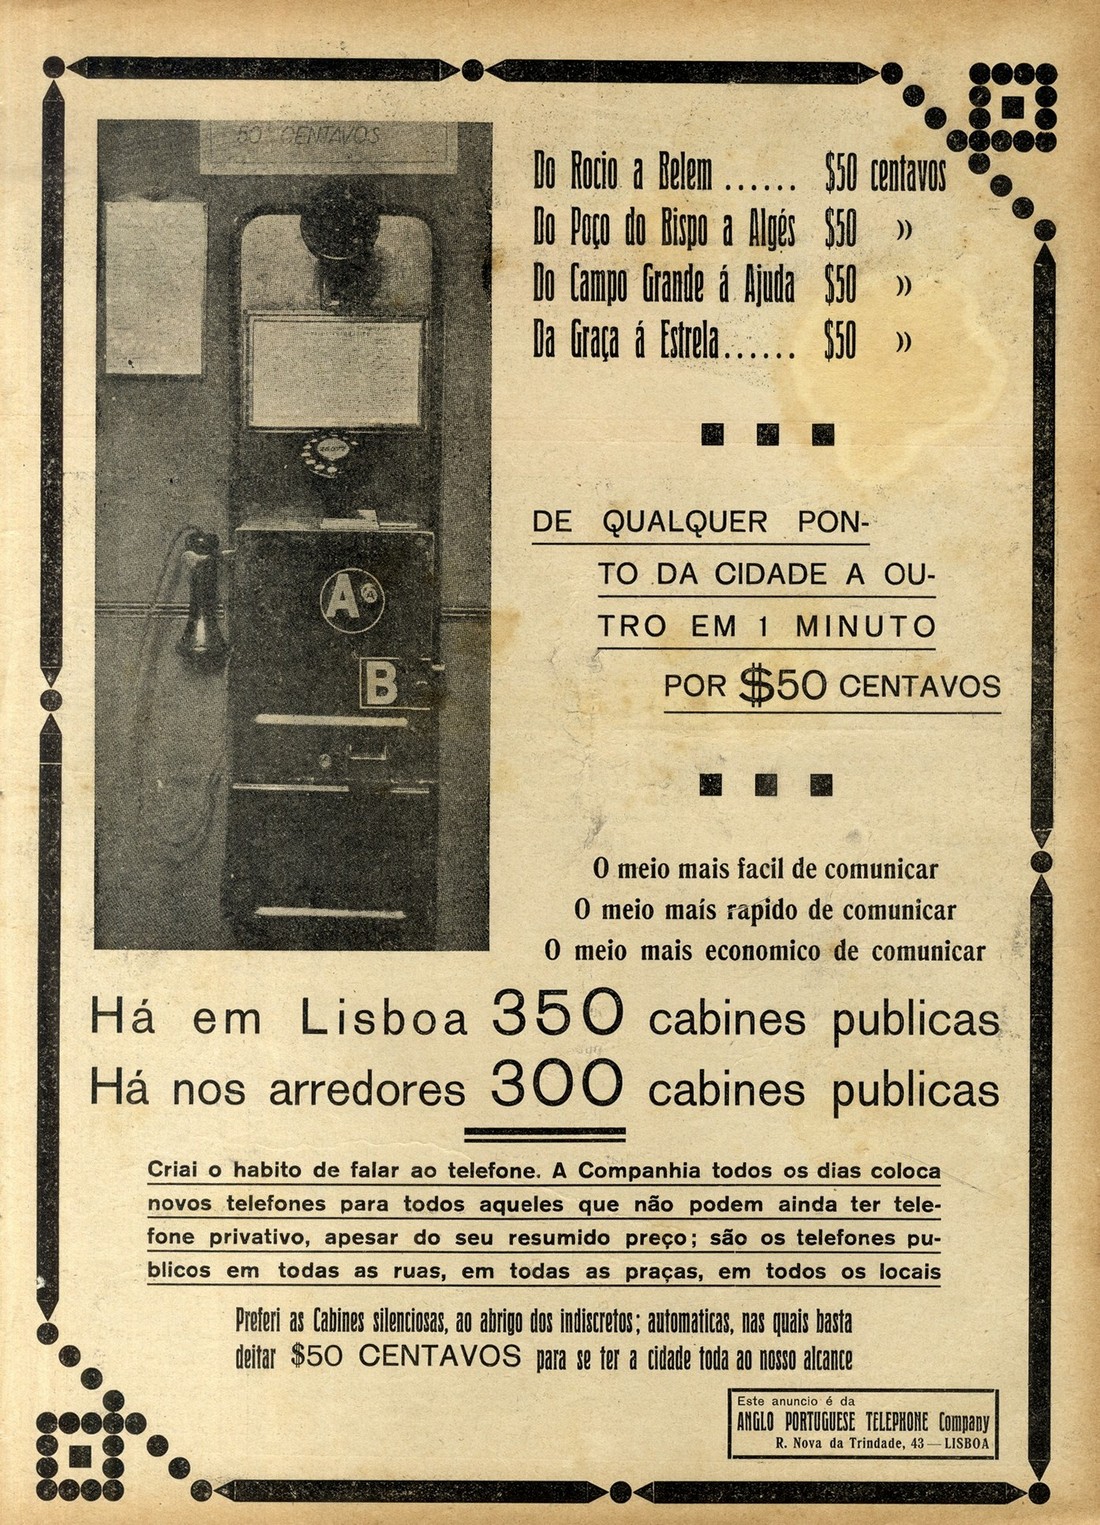 50 CENTAVOS
A
A
B
Do Rocio a Belem ...... $50 centavos
Do Poço do Bispo a Algés $50 »
Do Campo Grande á Ajuda $50 »
Da Graça á Estrela...... $50 »
DE QUALQUER PON-
TO DA CIDADE A OU-
TRO EM 1 MINUTO
POR $50 CENTAVOS
O meio mais facil de comunicar
O meio mais rapido de comunicar
O meio mais economico de comunicar
Há em Lisboa 350 cabines publicas
Há nos arredores 300 cabines publicas
Criai o habito de falar ao telefone. A Companhia todos os dias coloca
novos telefones para todos aqueles que não podem ainda ter tele-
fone privativo, apesar do seu resumido preço; são os telefones pu-
blicos em todas as ruas, em todas as praças, em todos os locais
Preferi as Cabines silenciosas, ao abrigo dos indiscretos; automaticas, nas quais basta
deitar $50 CENTAVOS para se ter a cidade toda ao nosso alcance
Este anuncio é da
ANGLO PORTUGUESE TELEPHONE Company
R. Nova da Trindade, 43 — LISBOA